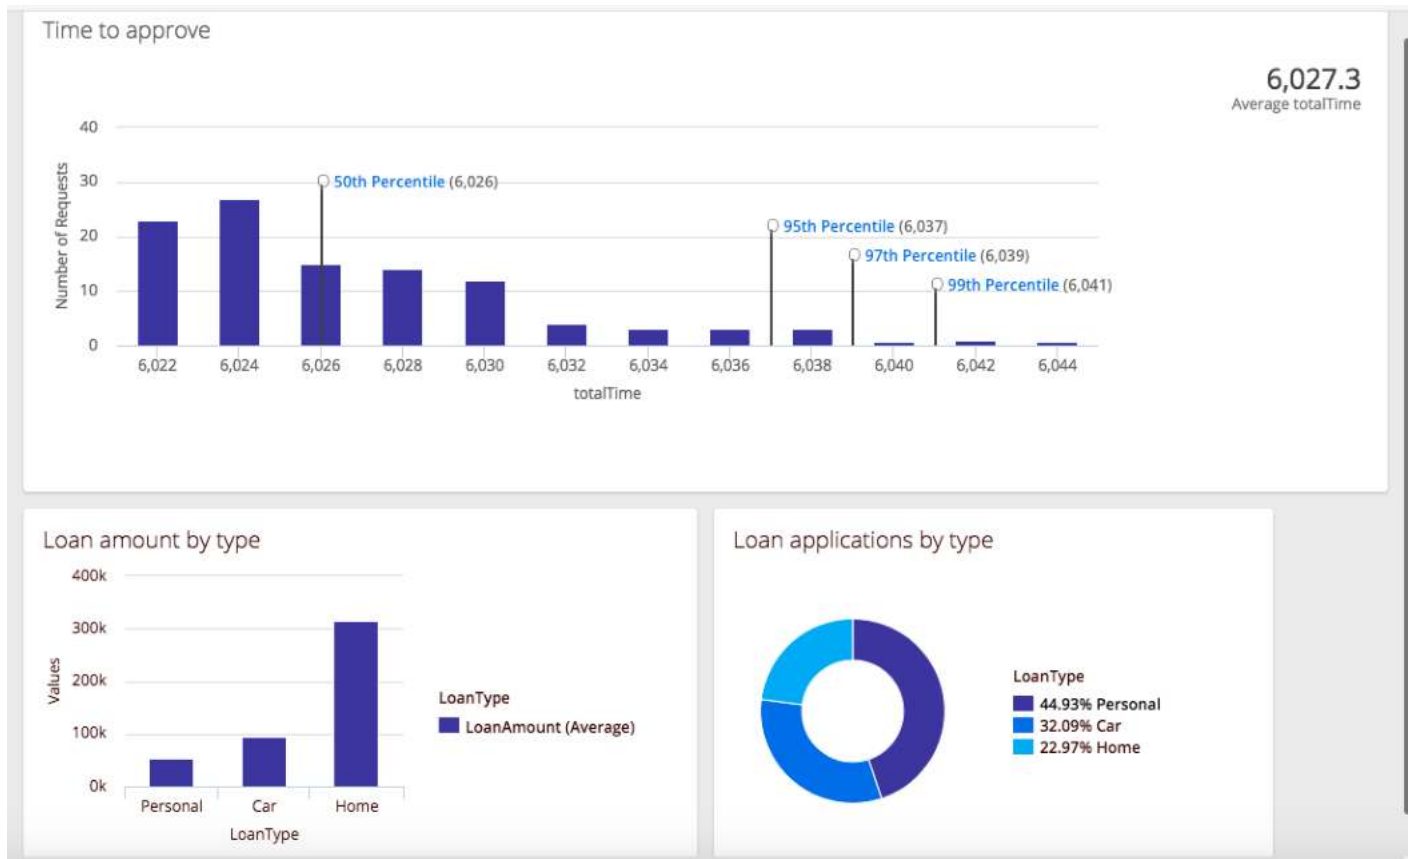 Time to approve
6,027.3
Average totalTime
40
30
20
10
0
Number of Requests
50th Percentile (6,026)
95th Percentile (6,037)
97th Percentile (6,039)
99th Percentile (6,041)
6,022 6,024 6,026 6,028 6,030 6,032 6,034 6,036 6,038 6,040 6,042 6,044
totalTime
Loan amount by type
400k
300k
200k
100k
0k
Values
Personal Car Home
LoanType
LoanType
LoanAmount (Average)
Loan applications by type
LoanType
44.93% Personal
32.09% Car
22.97% Home